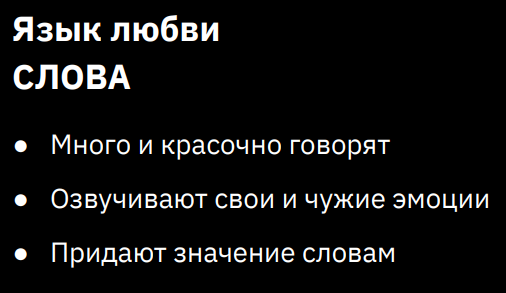 Язык любви
СЛОВА
● Много и красочно говорят
● Озвучивают свои и чужие эмоции
● Придают значение словам